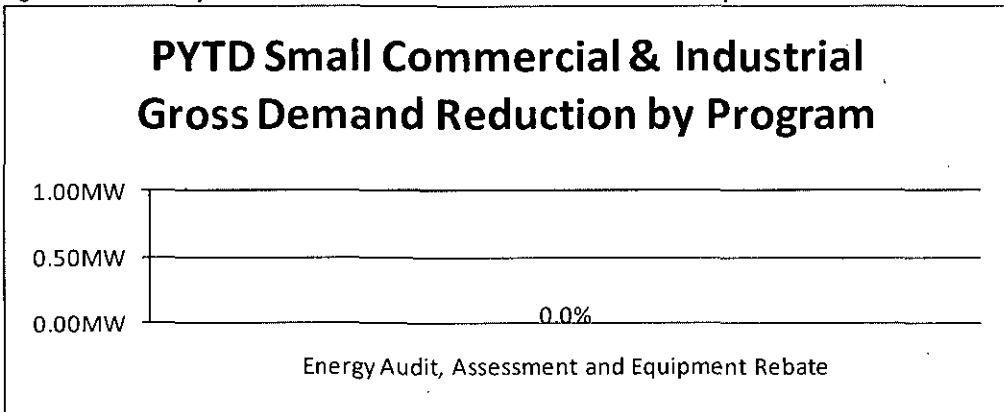 PYTD Small Commercial & Industrial
Gross Demand Reduction by Program
1.00MW
0.50MW
0.00MW
0.0%
Energy Audit, Assessment and Equipment Rebate